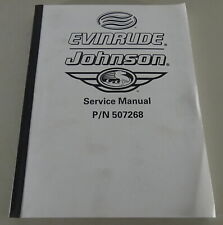 EVINRUDE®
Johnson®
Service Manual
P/N 507268